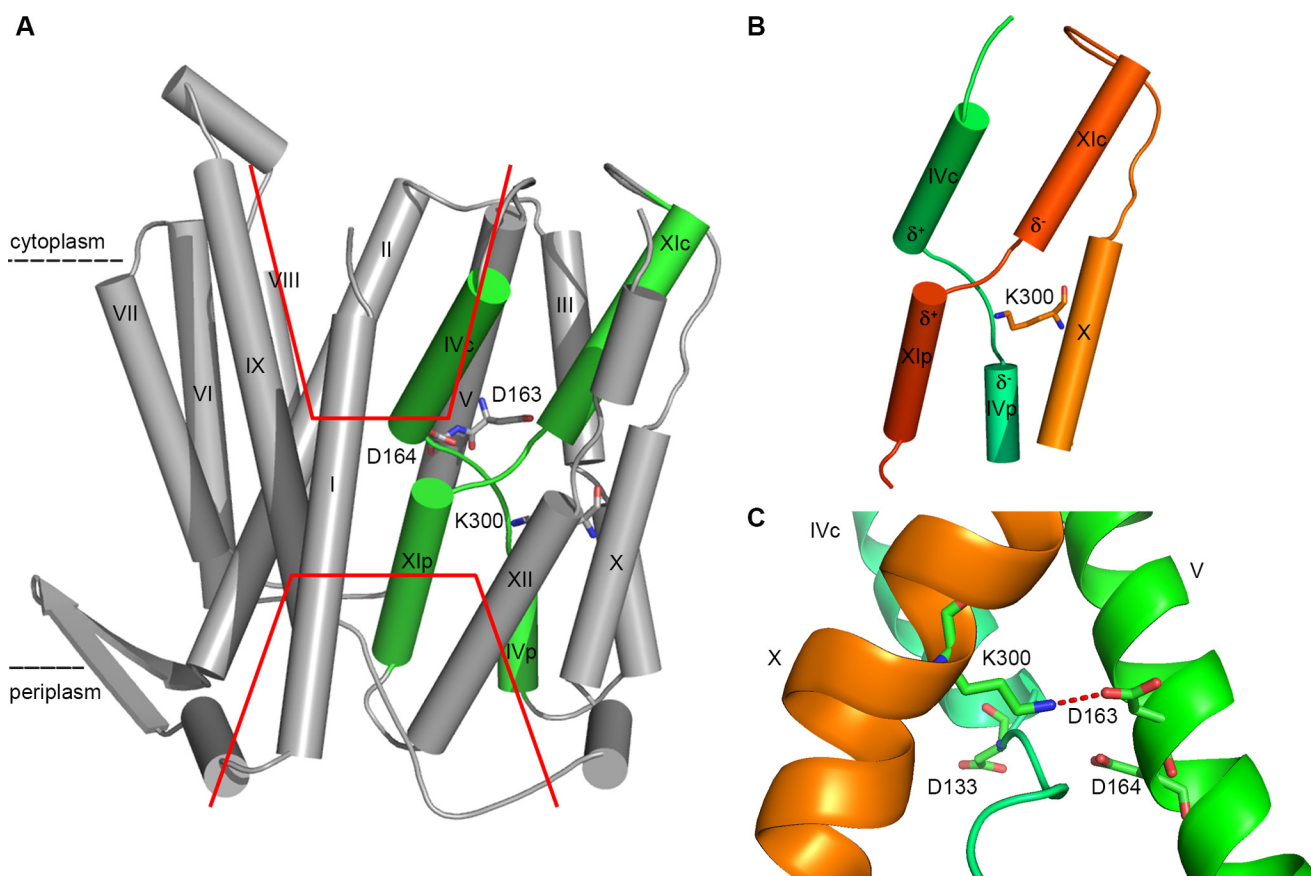 A
cytoplasm
VII
VI
IX
VIII
II
I
IVc
V
D163
D164
III
XIc
K300
XIp
XII
X
IVp
periplasm
B
IVc
δ+
XIc
δ-
δ+
XIp
K300
X
δ-
IVp
C
IVc
V
X
K300
D163
D133
D164